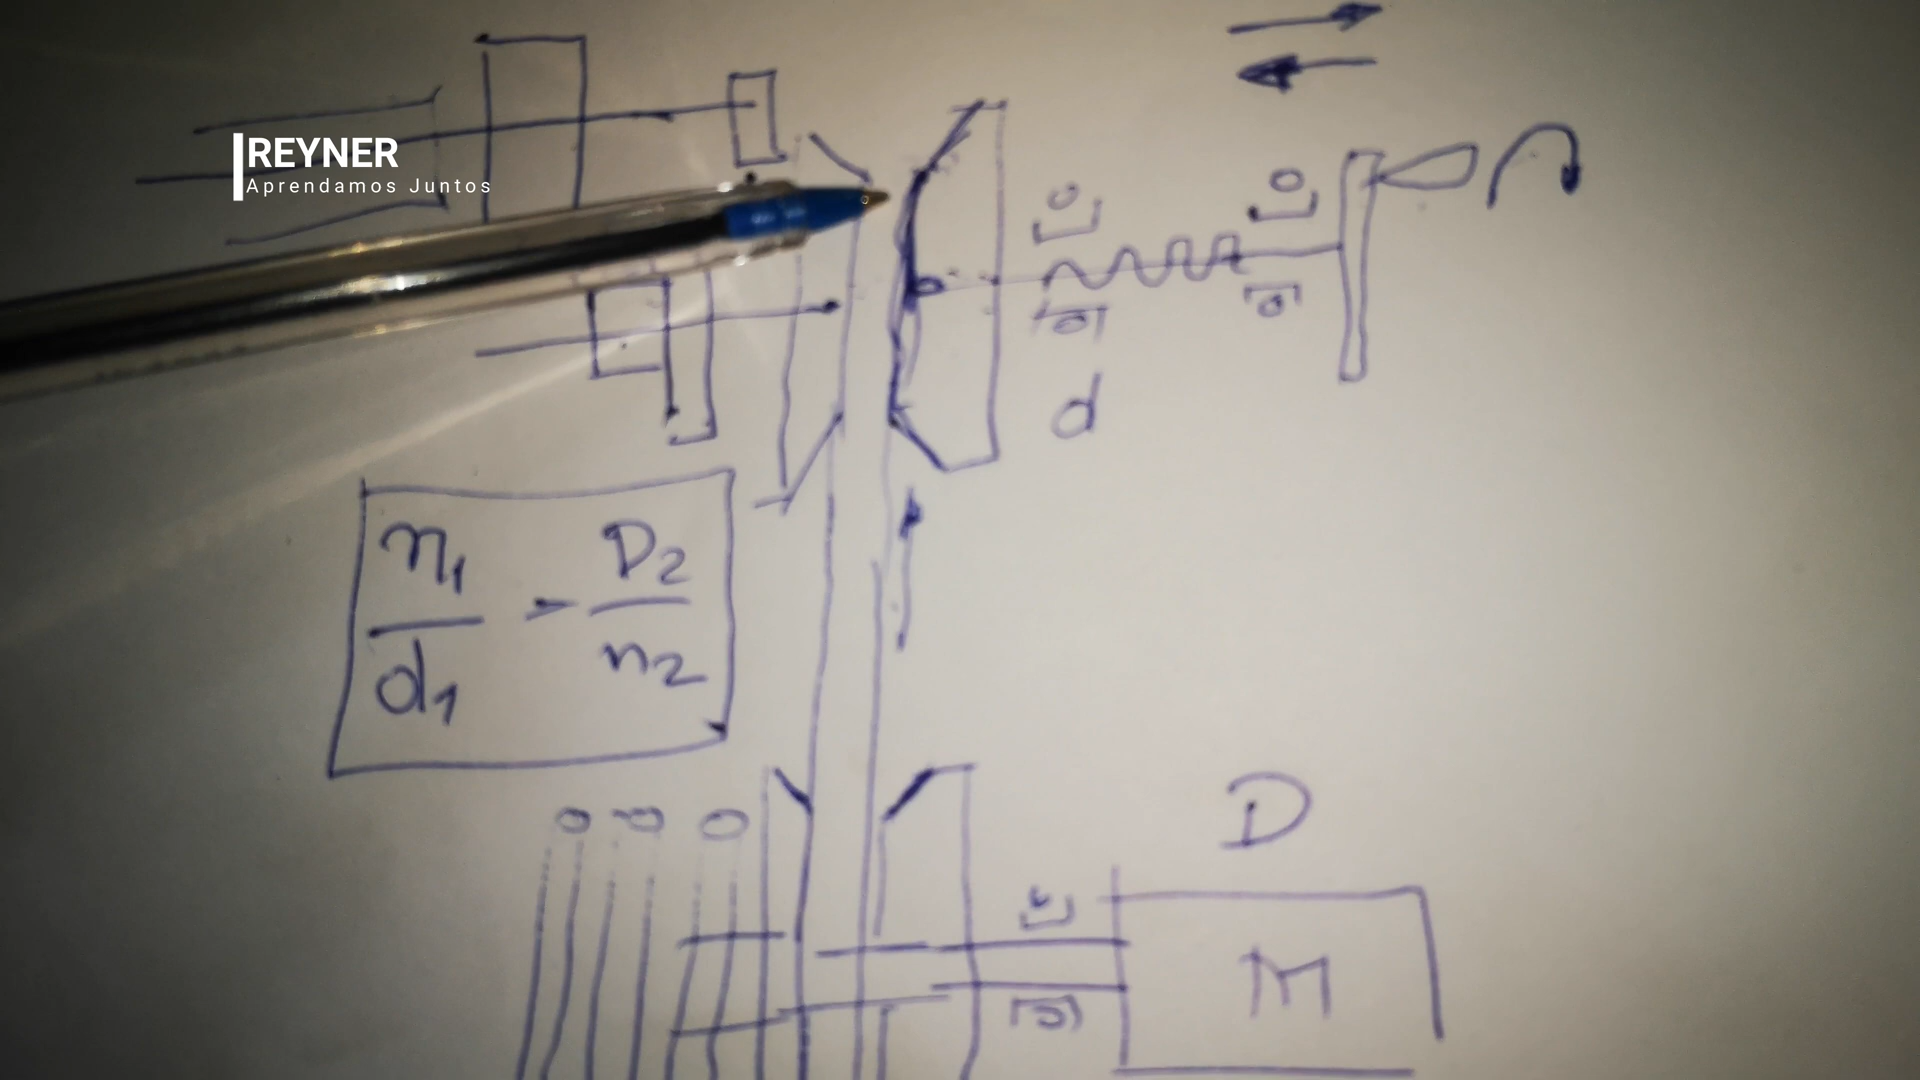 REYNER
Aprendamos Juntos
d
n1 D2
d1 n2
D
M